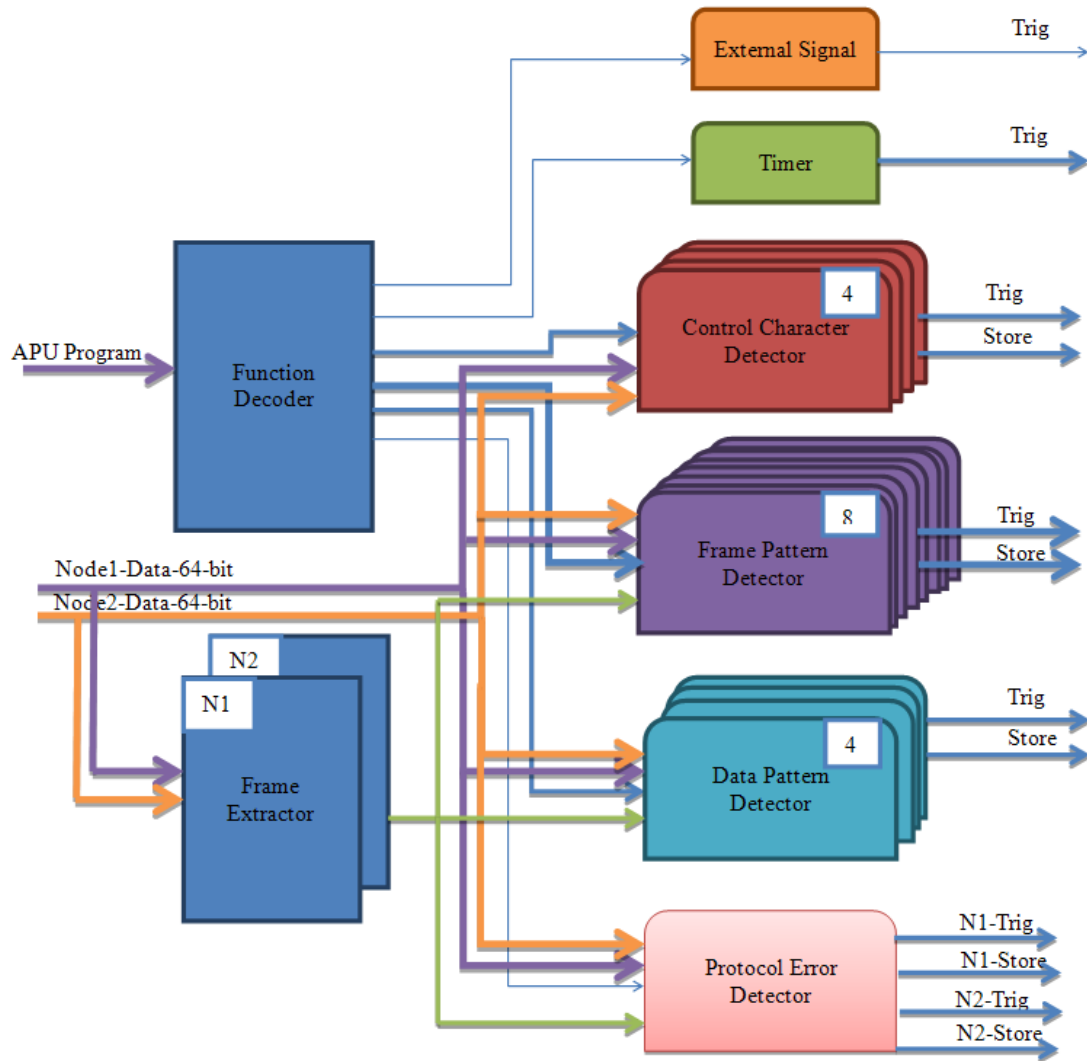 External Signal
Trig
Timer
Trig
APU Program
Function
Decoder
4
Control Character
Detector
Trig
Store
8
Frame Pattern
Detector
Trig
Store
Node1-Data-64-bit
Node2-Data-64-bit
N2
N1
Frame
Extractor
4
Data Pattern
Detector
Trig
Store
Protocol Error
Detector
N1-Trig
N1-Store
N2-Trig
N2-Store